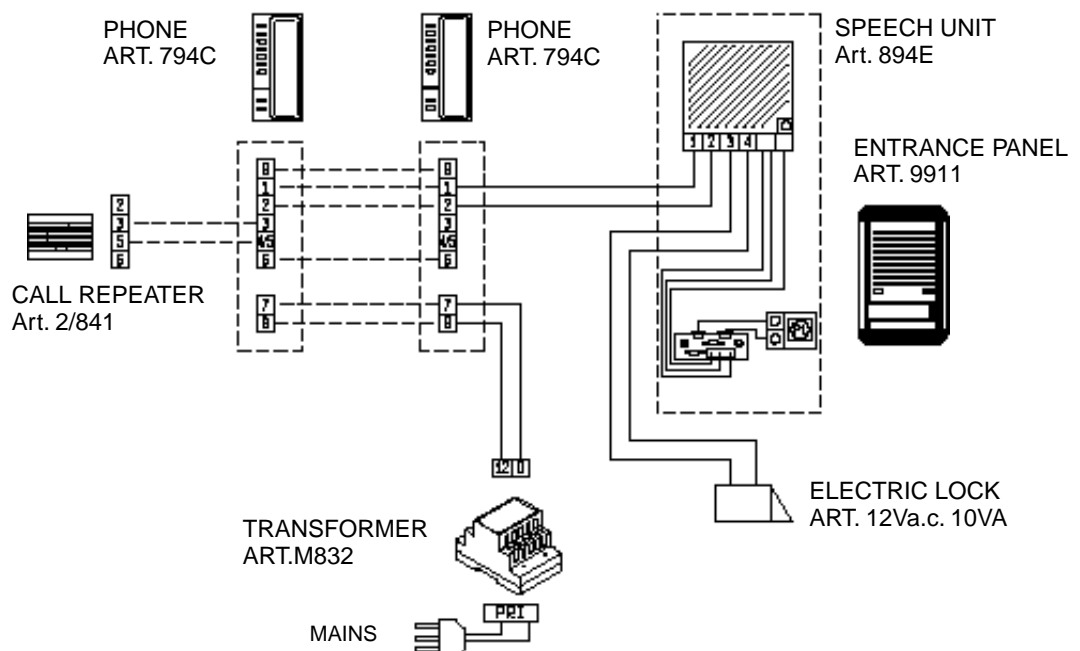 PHONE
ART. 794C
PHONE
ART. 794C
SPEECH UNIT
Art. 894E
1 2 3 4
ENTRANCE PANEL
ART. 9911
8
1
2
3
4/5
6
7
8
8
1
2
3
4/5
6
7
8
2
3
5
6
CALL REPEATER
Art. 2/841
12 0
ELECTRIC LOCK
ART. 12Va.c. 10VA
TRANSFORMER
ART.M832
PRI
MAINS